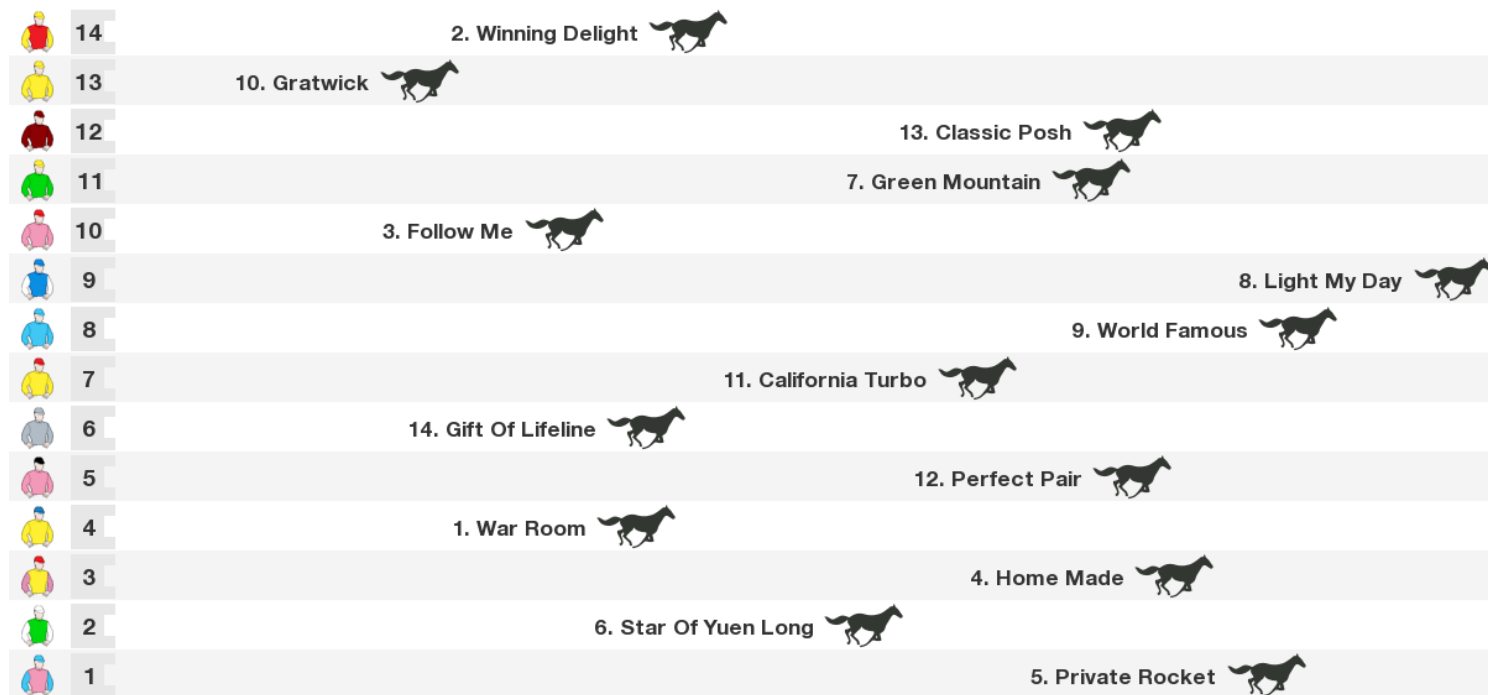 14 2. Winning Delight
13 10. Gratwick
12 13. Classic Posh
11 7. Green Mountain
10 3. Follow Me
9 8. Light My Day
8 9. World Famous
7 11. California Turbo
6 14. Gift Of Lifeline
5 12. Perfect Pair
4 1. War Room
3 4. Home Made
2 6. Star Of Yuen Long
1 5. Private Rocket